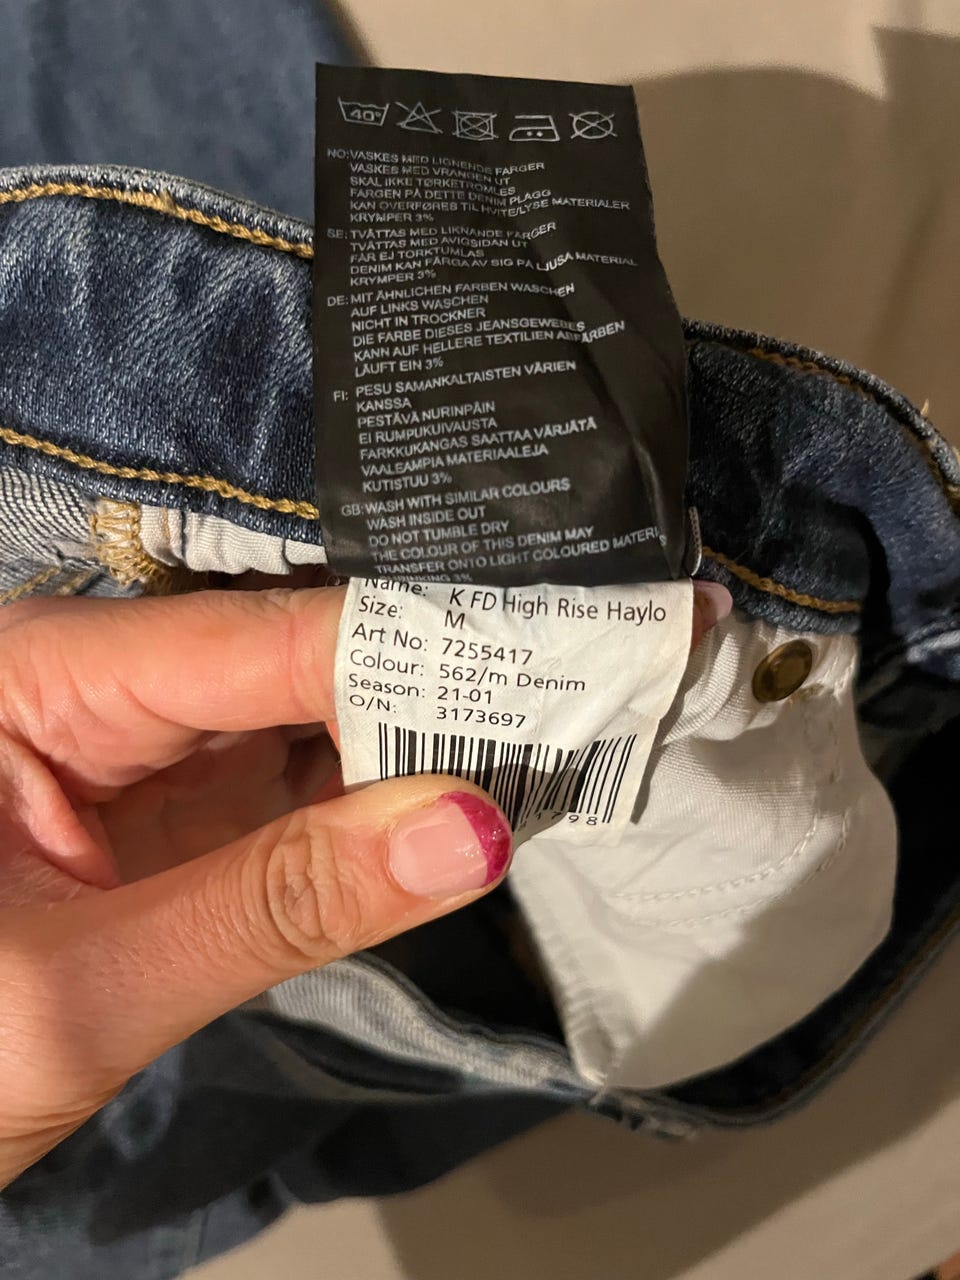 40°
NO:VASKES MED LIGNENDE FARGER
VASKES MED VRANGEN UT
SKAL IKKE TØRKETROMLES
FARGEN PÅ DETTE DENIM PLAGG
KAN OVERFØRES TIL HVITE/LYSE MATERIALER
KRYMPER 3%
SE:TVÄTTAS MED LIKNANDE FÄRGER
TVÄTTAS MED AVIGSIDAN UT
FÅR EJ TORKTUMLAS
DENIM KAN FÄRGA AV SIG PÅ LJUSA MATERIAL
KRYMPER 3%
DE:MIT ÄHNLICHEN FARBEN WASCHEN
AUF LINKS WASCHEN
NICHT IN TROCKNER
DIE FARBE DIESES JEANSGEWEBES
KANN AUF HELLERE TEXTILIEN ABFÄRBEN
LÄUFT EIN 3%
FI: PESU SAMANKALTAISTEN VÄRIEN
KANSSA
PESTÄVÄ NURINPÄIN
EI RUMPUKUIVAUSTA
FARKKUKANGAS SAATTAA VÄRJÄTÄ
VAALEAMPIA MATERIAALEJA
KUTISTUU 3%
GB:WASH WITH SIMILAR COLOURS
WASH INSIDE OUT
DO NOT TUMBLE DRY
THE COLOUR OF THIS DENIM MAY
TRANSFER ONTO LIGHT COLOURED
3%
Name: K FD High Rise Haylo
Size: M
Art No: 7255417
Colour: 562/m Denim
Season: 21-01
O/N: 3173697
1798